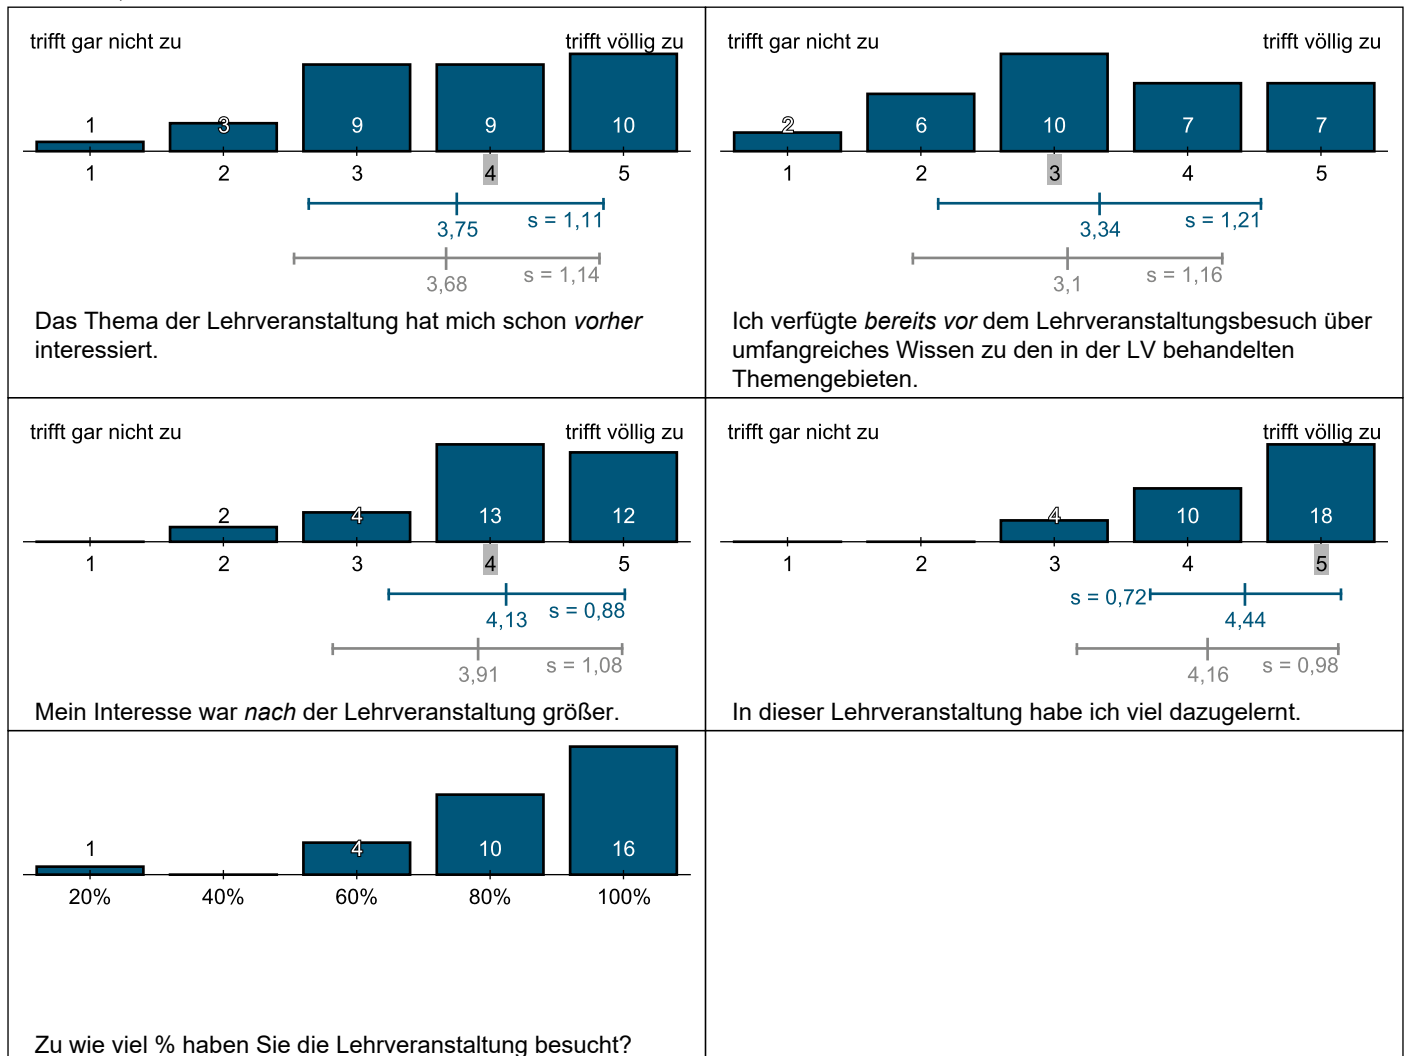 trifft gar nicht zu trifft völlig zu
1 3 9 9 10
1 2 3 4 5
3,75 s = 1,11
3,68 s = 1,14
Das Thema der Lehrveranstaltung hat mich schon vorher
interessiert.
trifft gar nicht zu trifft völlig zu
2 6 10 7 7
1 2 3 4 5
3,34 s = 1,21
3,1 s = 1,16
Ich verfügte bereits vor dem Lehrveranstaltungsbesuch über
umfangreiches Wissen zu den in der LV behandelten
Themengebieten.
trifft gar nicht zu trifft völlig zu
2 4 13 12
1 2 3 4 5
4,13 s = 0,88
3,91 s = 1,08
Mein Interesse war nach der Lehrveranstaltung größer.
trifft gar nicht zu trifft völlig zu
4 10 18
1 2 3 4 5
s = 0,72 4,44
4,16 s = 0,98
In dieser Lehrveranstaltung habe ich viel dazugelernt.
1 4 10 16
20% 40% 60% 80% 100%
Zu wie viel % haben Sie die Lehrveranstaltung besucht?